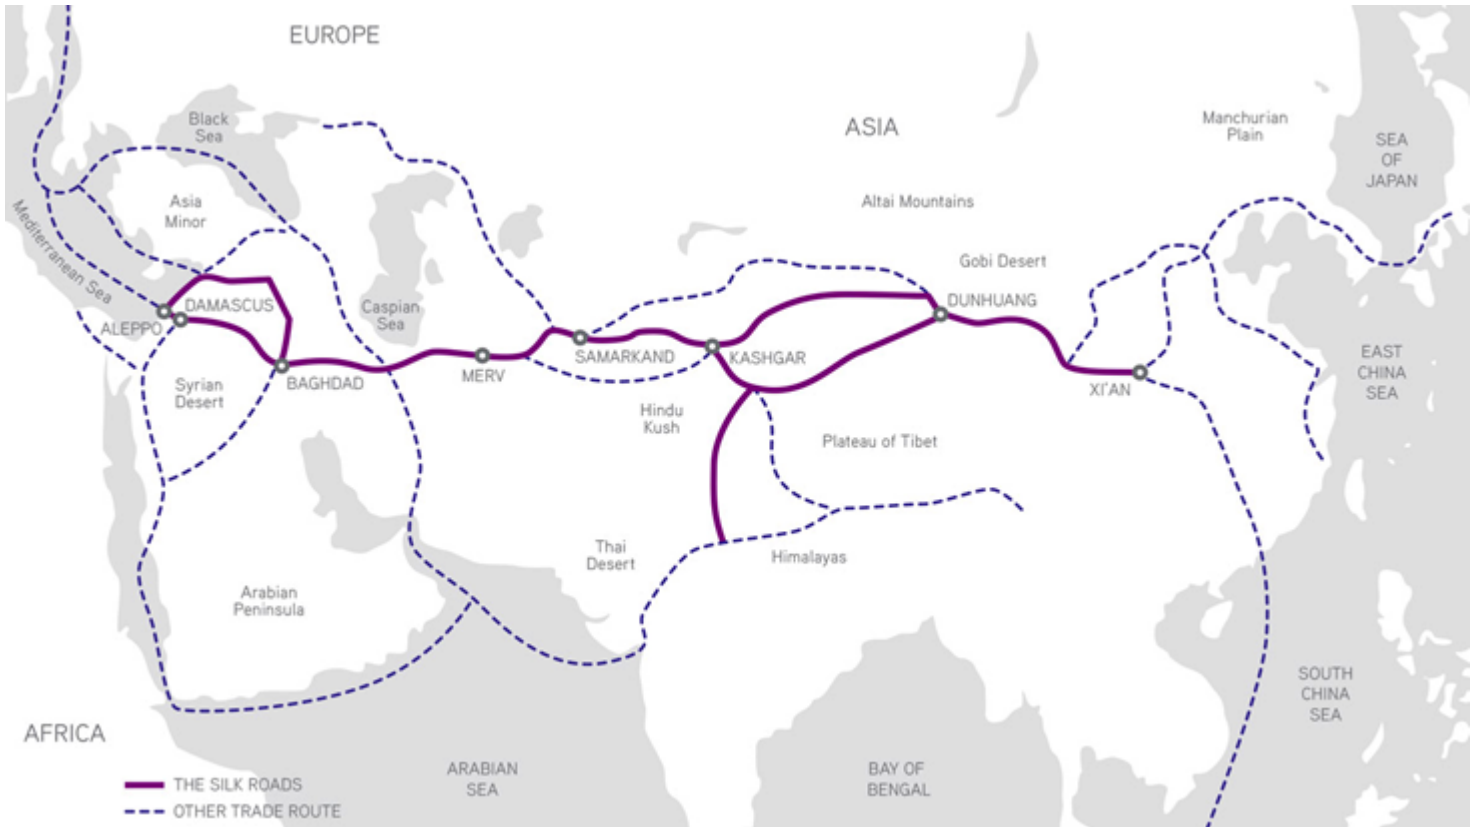 EUROPE
Black
Sea
ASIA
Manchurian
Plain
SEA
OF
JAPAN
Asia
Minor
Altai Mountains
Mediterranean Sea
Gobi Desert
DAMASCUS
Caspian
Sea
DUNHUANG
ALEPPO
SAMARKAND
KASHGAR
EAST
CHINA
SEA
BAGHDAD
MERV
XI'AN
Syrian
Desert
Hindu
Kush
Plateau of Tibet
Thai
Desert
Himalayas
Arabian
Peninsula
SOUTH
CHINA
SEA
AFRICA
ARABIAN
SEA
BAY OF
BENGAL
THE SILK ROADS
OTHER TRADE ROUTE